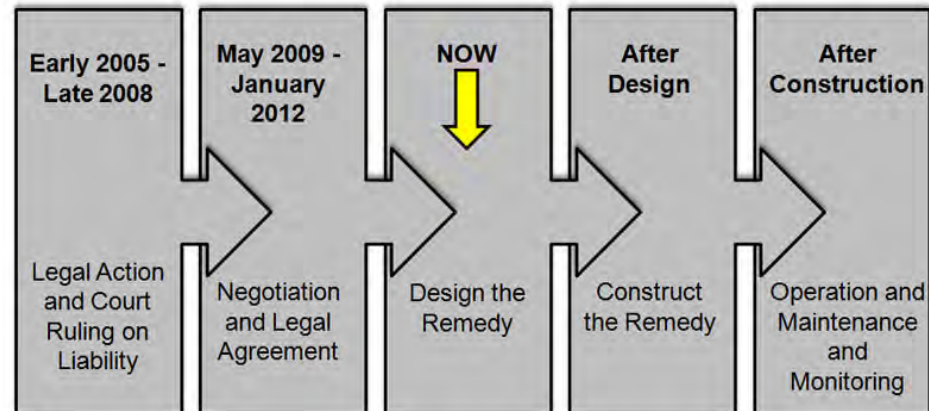 Early 2005 -
Late 2008
Legal Action
and Court
Ruling on
Liability
May 2009 -
January
2012
Negotiation
and Legal
Agreement
NOW
Design the
Remedy
After
Design
Construct
the Remedy
After
Construction
Operation and
Maintenance
and
Monitoring